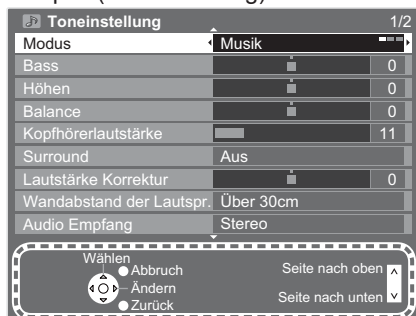 Toneinstellung 1/2
Modus Musik
Bass 0
Höhen 0
Balance 0
Kopfhörerlautstärke 11
Surround Aus
Lautstärke Korrektur 0
Wandabstand der Lautspr. Über 30cm
Audio Empfang Stereo
Wählen
Abbruch
Ändern
Zurück
Seite nach oben
Seite nach unten